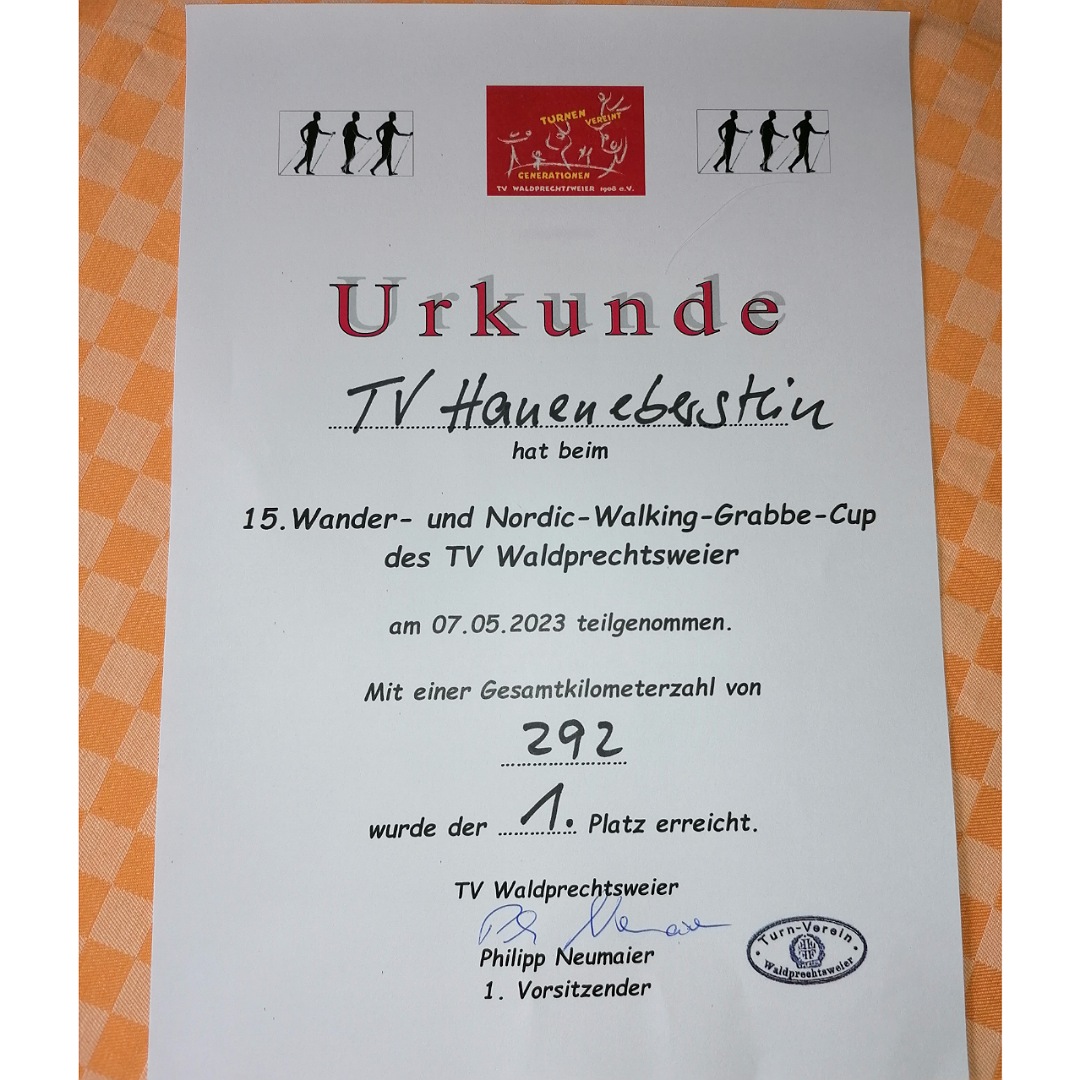 TURNEN VEREINT
GENERATIONEN
TV WALDPRECHTSWEIER 1908 e.V.
Urkunde
TV Haueneberstein
hat beim
15.Wander- und Nordic-Walking-Grabbe-Cup
des TV Waldprechtsweier
am 07.05.2023 teilgenommen.
Mit einer Gesamtkilometerzahl von
292
wurde der 1. Platz erreicht.
TV Waldprechtsweier
Philipp Neumaier
1. Vorsitzender
Turn-Verein
Waldprechtsweier